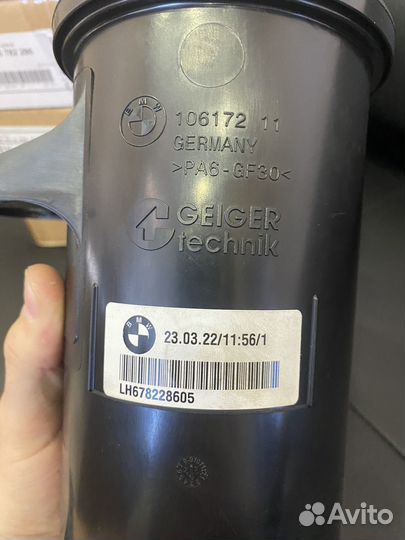 BMW
106172 11
GERMANY
>PA6-GF30<
GEIGER
technik
BMW
23.03.22/11:56/1
LH678228605
Avito